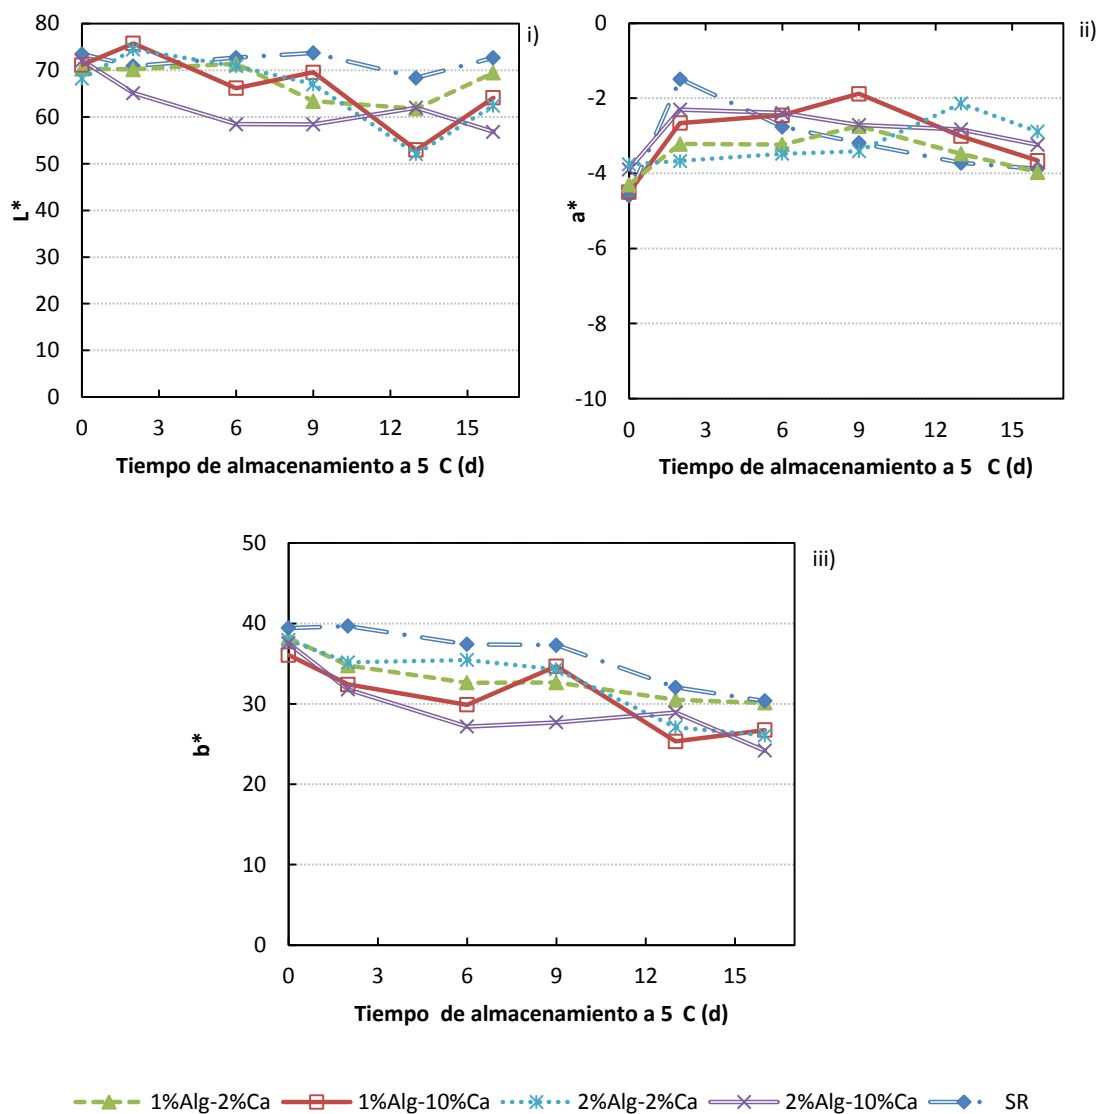 i)
L*
80
70
60
50
40
30
20
10
0
0 3 6 9 12 15
Tiempo de almacenamiento a 5 C (d)
ii)
a*
0
-2
-4
-6
-8
-10
0 3 6 9 12 15
Tiempo de almacenamiento a 5 C (d)
iii)
b*
50
40
30
20
10
0
0 3 6 9 12 15
Tiempo de almacenamiento a 5 C (d)
1%Alg-2%Ca 1%Alg-10%Ca 2%Alg-2%Ca 2%Alg-10%Ca SR